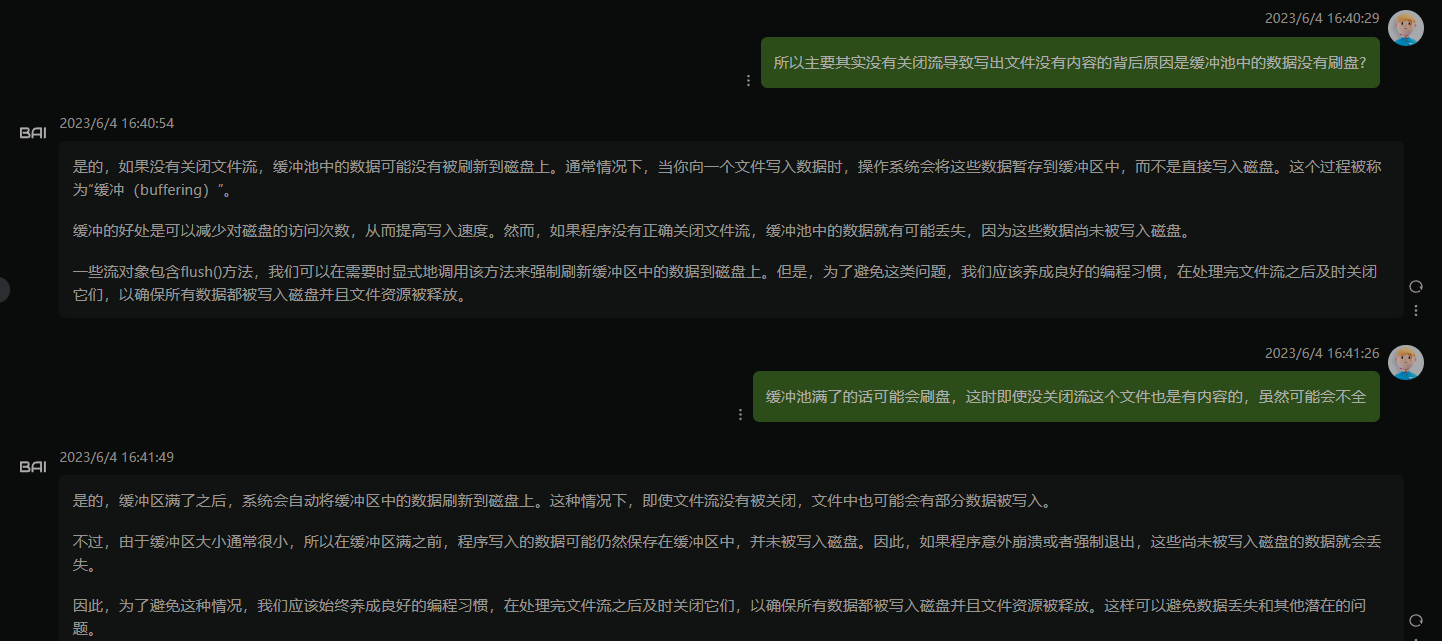 2023/6/4 16:40:29
所以主要其实没有关闭流导致写出文件没有内容的背后原因是缓冲池中的数据没有刷盘?
BAI
2023/6/4 16:40:54
是的，如果没有关闭文件流，缓冲池中的数据可能没有被刷新到磁盘上。通常情况下，当你向一个文件写入数据时，操作系统会将这些数据暂存到缓冲区中，而不是直接写入磁盘。这个过程被称
为“缓冲（buffering）”。
缓冲的好处是可以减少对磁盘的访问次数，从而提高写入速度。然而，如果程序没有正确关闭文件流，缓冲池中的数据就有可能丢失，因为这些数据尚未被写入磁盘。
一些流对象包含flush()方法，我们可以在需要时显式地调用该方法来强制刷新缓冲区中的数据到磁盘上。但是，为了避免这类问题，我们应该养成良好的编程习惯，在处理完文件流之后及时关闭
它们，以确保所有数据都被写入磁盘并且文件资源被释放。
2023/6/4 16:41:26
缓冲池满了的话可能会刷盘，这时即使没关闭流这个文件也是有内容的，虽然可能会不全
BAI
2023/6/4 16:41:49
是的，缓冲区满了之后，系统会自动将缓冲区中的数据刷新到磁盘上。这种情况下，即使文件流没有被关闭，文件中也可能会有部分数据被写入。
不过，由于缓冲区大小通常很小，所以在缓冲区满之前，程序写入的数据可能仍然保存在缓冲区中，并未被写入磁盘。因此，如果程序意外崩溃或者强制退出，这些尚未被写入磁盘的数据就会丢
失。
因此，为了避免这种情况，我们应该始终养成良好的编程习惯，在处理完文件流之后及时关闭它们，以确保所有数据都被写入磁盘并且文件资源被释放。这样可以避免数据丢失和其他潜在的问
题。